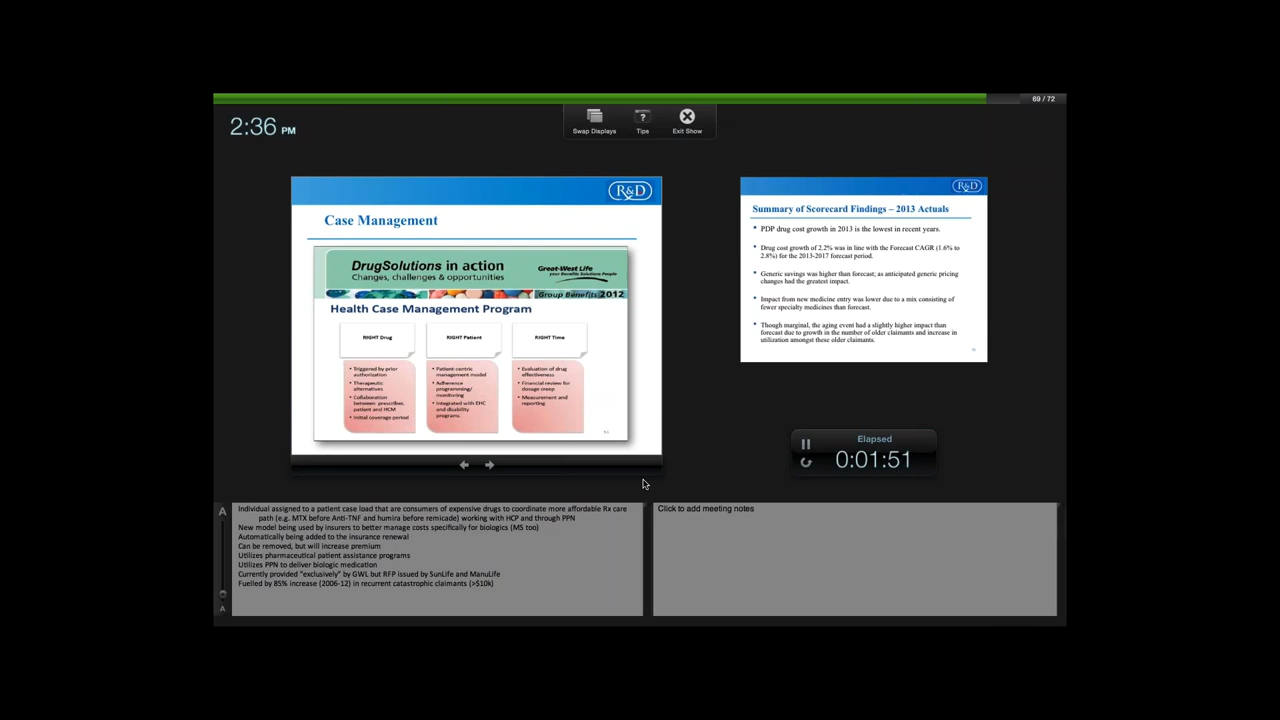 69 / 72
2:36 PM
Swap Displays
Tips
Exit Show
R&D
Case Management
DrugSolutions in action
Changes, challenges & opportunities
Great-West Life
your Benefits Solutions People
Group Benefits 2012
Health Case Management Program
RIGHT Drug
• Triggered by prior
authorization
• Therapeutic
alternatives
• Collaboration
between prescriber,
patient and HCM
• Initial coverage period
RIGHT Patient
• Patient-centric
management model
• Adherence
programming/
monitoring
• Integrated with EHC
and disability
programs
RIGHT Time
• Evaluation of drug
effectiveness
• Financial review for
dosage creep
• Measurement and
reporting
R&D
Summary of Scorecard Findings – 2013 Actuals
• PDP drug cost growth in 2013 is the lowest in recent years.
• Drug cost growth of 2.2% was in line with the Forecast CAGR (1.6% to
2.8%) for the 2013-2017 forecast period.
• Generic savings was higher than forecast; as anticipated generic pricing
changes had the greatest impact.
• Impact from new medicine entry was lower due to a mix consisting of
fewer specialty medicines than forecast.
• Though marginal, the aging event had a slightly higher impact than
forecast due to growth in the number of older claimants and increase in
utilization amongst these older claimants.
Elapsed
0:01:51
A
A
Individual assigned to a patient case load that are consumers of expensive drugs to coordinate more affordable Rx care
path (e.g. MTX before Anti-TNF and humira before remicade) working with HCP and through PPN
New model being used by insurers to better manage costs specifically for biologics (MS too)
Automatically being added to the insurance renewal
Can be removed, but will increase premium
Utilizes pharmaceutical patient assistance programs
Utilizes PPN to deliver biologic medication
Currently provided "exclusively" by GWL but RFP issued by SunLife and ManuLife
Fuelled by 85% increase (2006-12) in recurrent catastrophic claimants (>$10k)
Click to add meeting notes